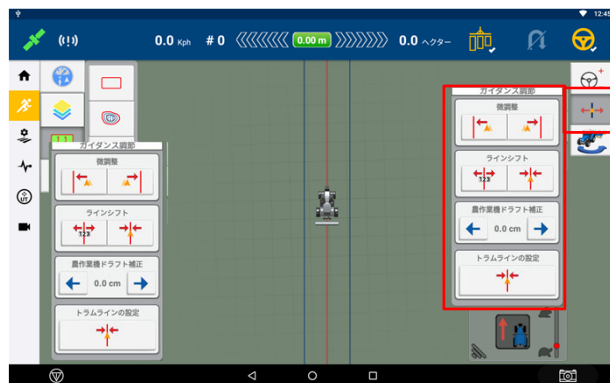 12:45
0.0 Kph # 0 0.00 m 0.0 ヘクター
ガイダンス調節
微調整
ラインシフト
123
農作業機ドラフト補正
0.0 cm
トラムラインの設定
UT
ガイダンス調節
微調整
ラインシフト
123
農作業機ドラフト補正
0.0 cm
トラムラインの設定